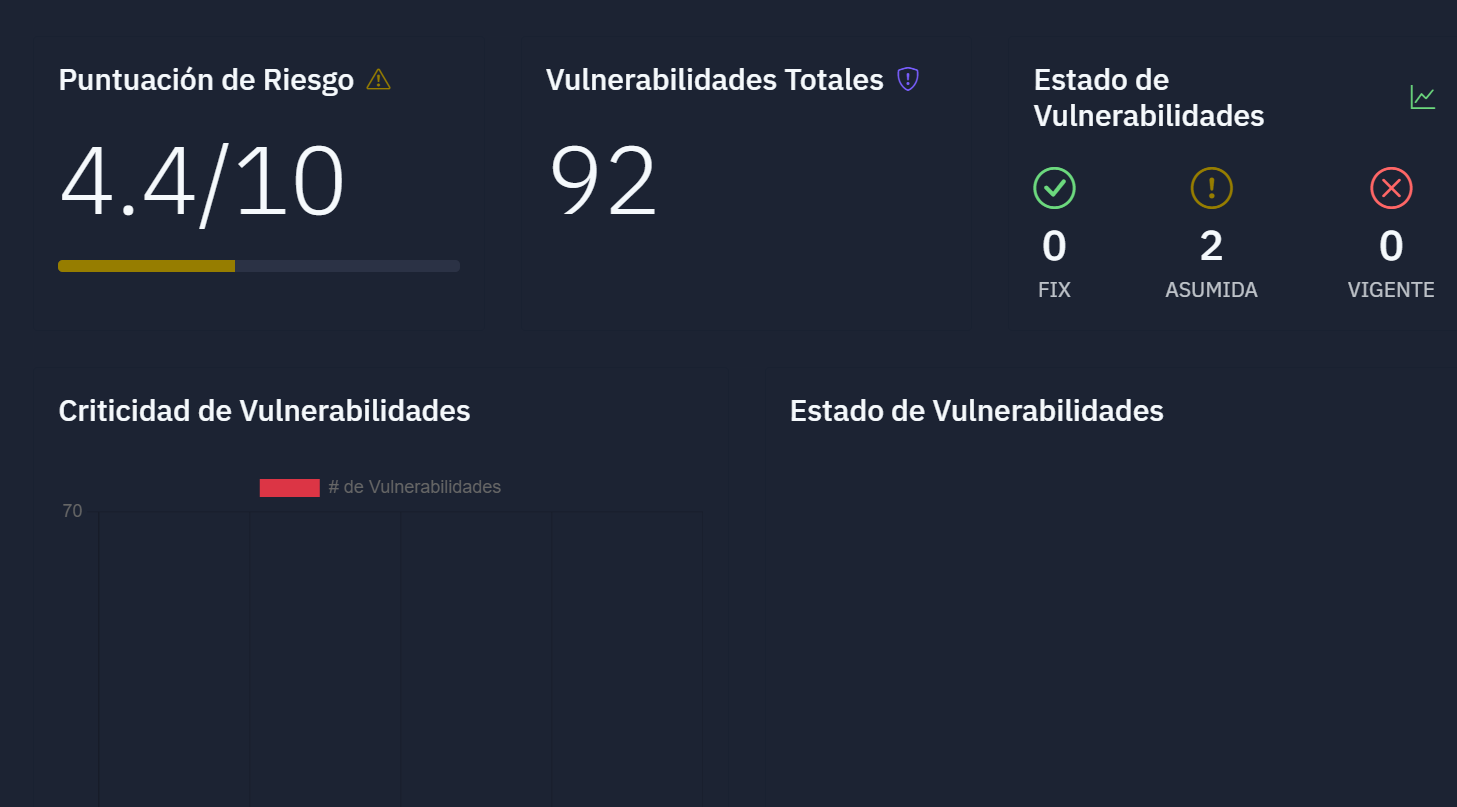 Puntuación de Riesgo
4.4/10
Vulnerabilidades Totales
92
Estado de
Vulnerabilidades
0
2
0
FIX
ASUMIDA
VIGENTE
Criticidad de Vulnerabilidades
# de Vulnerabilidades
70
Estado de Vulnerabilidades